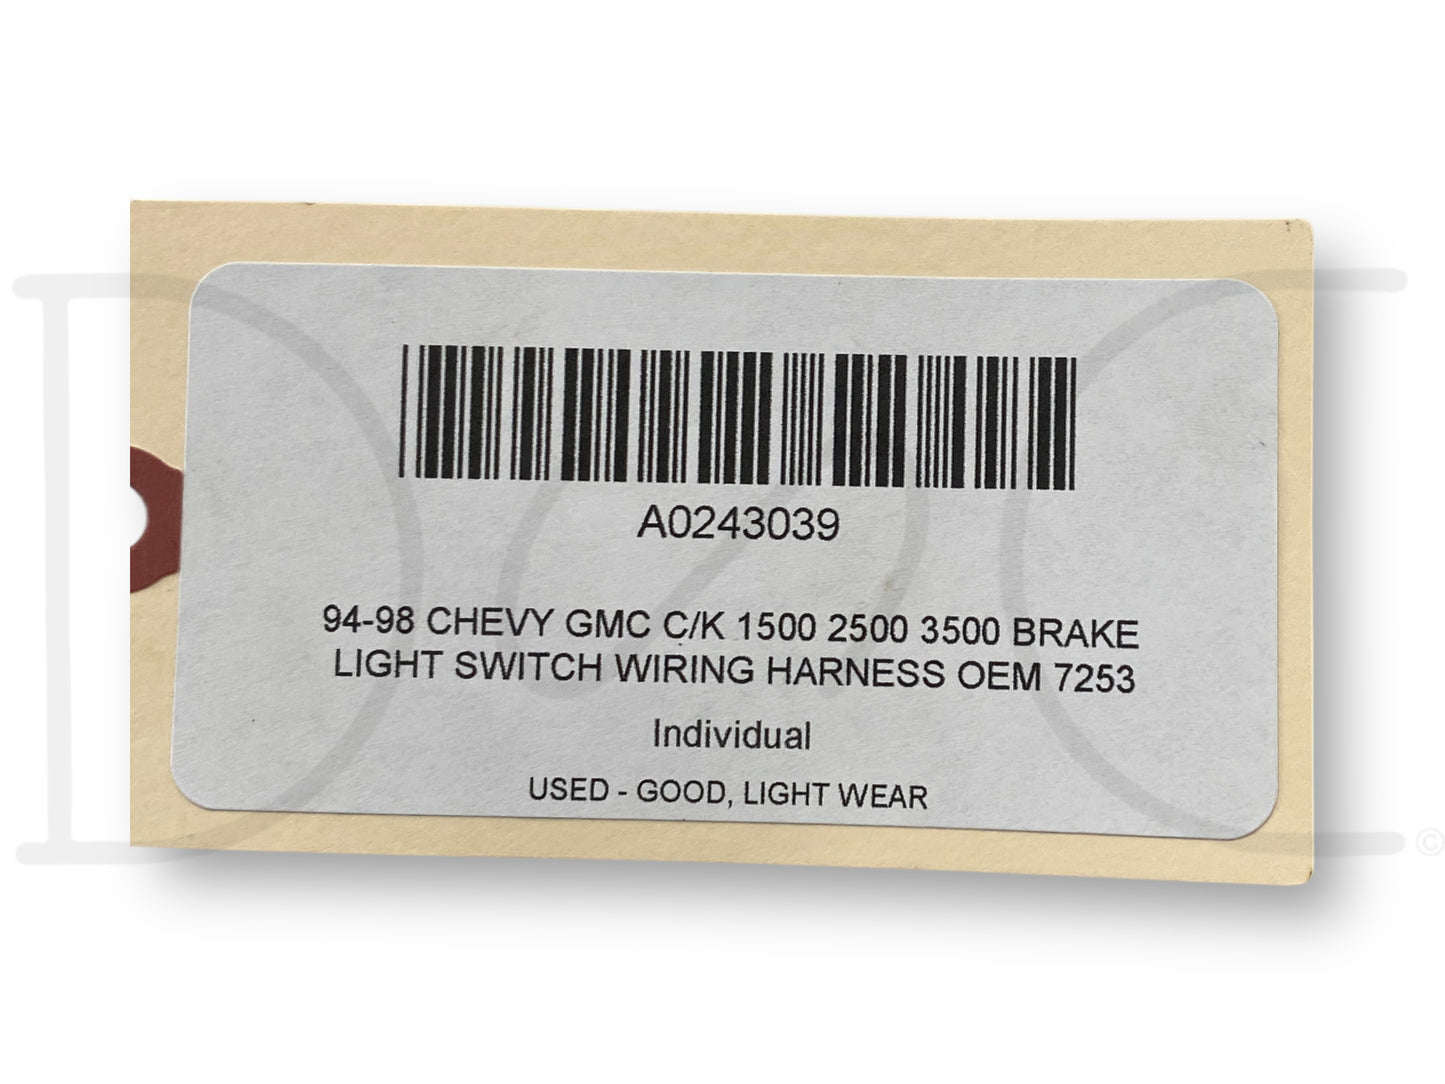 A0243039
94-98 CHEVY GMC C/K 1500 2500 3500 BRAKE
LIGHT SWITCH WIRING HARNESS OEM 7253
Individual
USED - GOOD, LIGHT WEAR
D C
©